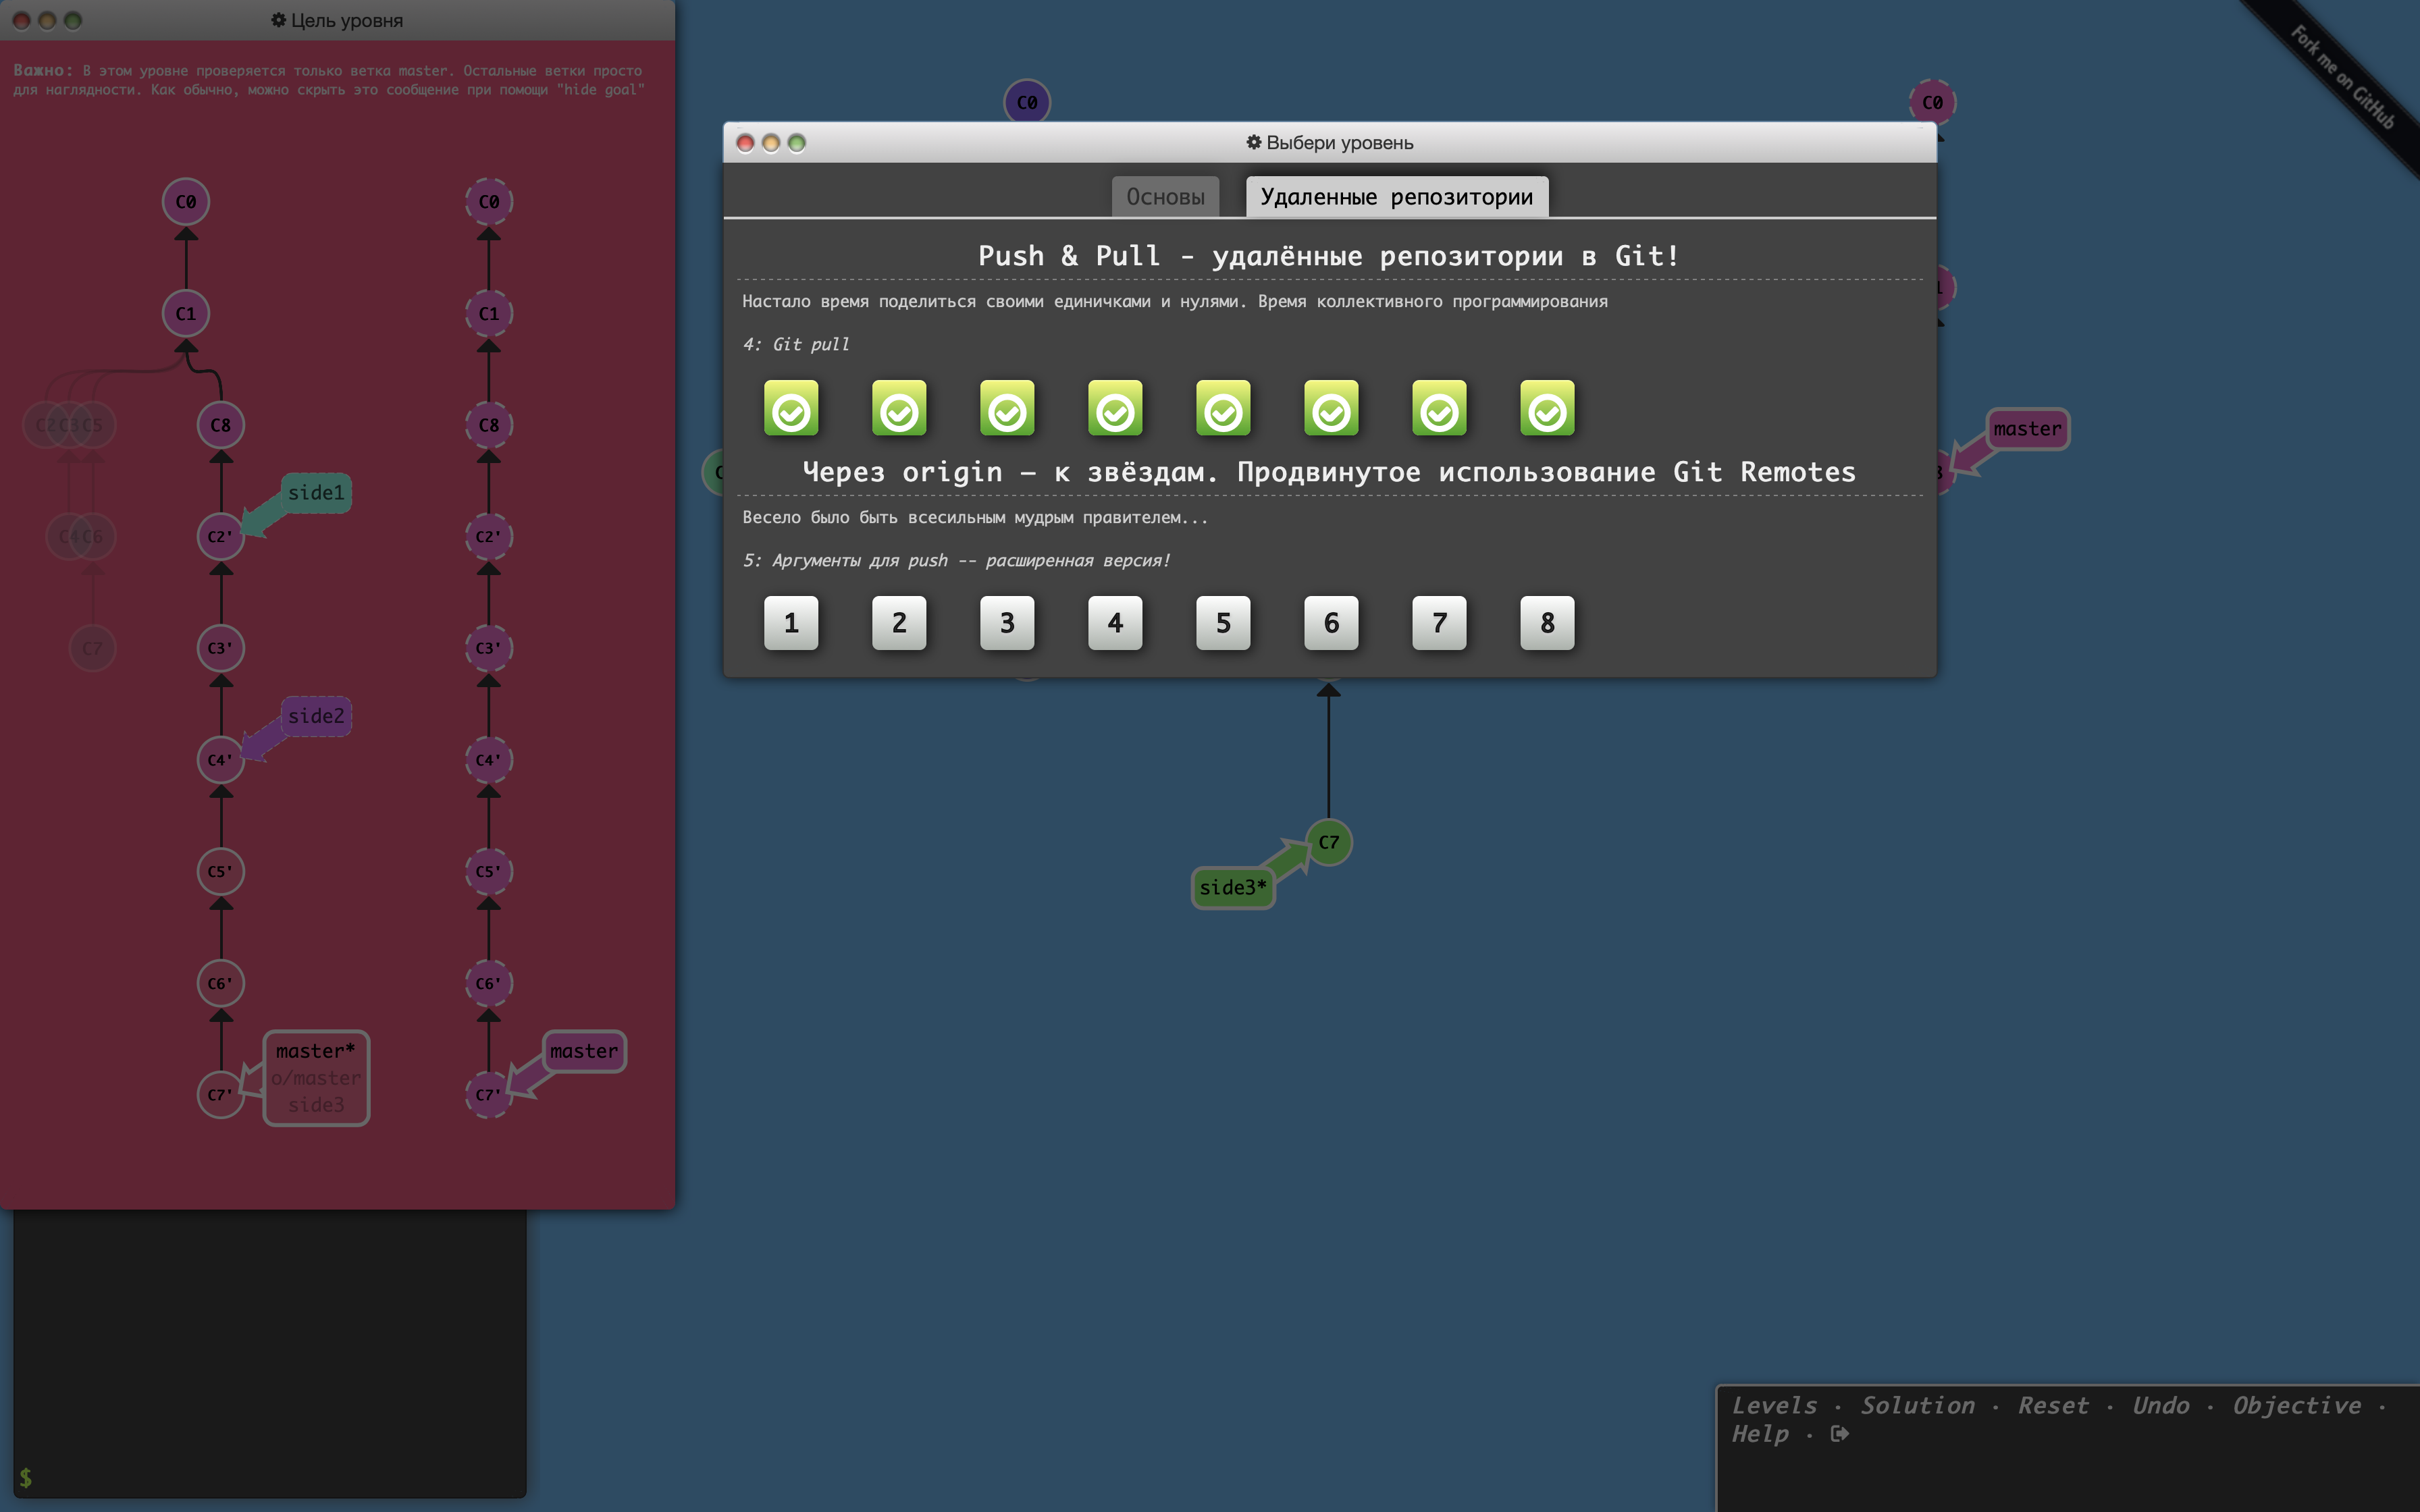 Цель уровня
Важно: В этом уровне проверяется только ветка master. Остальные ветки просто
для наглядности. Как обычно, можно скрыть это сообщение при помощи "hide goal"
C0
C0
C1
C1
C2
C3
C5
C8
C8
side1
C4
C6
C2'
C2'
C7
C3'
C3'
side2
C4'
C4'
C5'
C5'
C6'
C6'
master*
o/master
side3
master
C7'
C7'
$
C0
C0
Fork me on GitHub
Выбери уровень
Основы
Удаленные репозитории
Push & Pull - удалённые репозитории в Git!
Настало время поделиться своими единичками и нулями. Время коллективного программирования
4: Git pull
master
Через origin – к звёздам. Продвинутое использование Git Remotes
Весело было быть всесильным мудрым правителем...
5: Аргументы для push -- расширенная версия!
1 2 3 4 5 6 7 8
C7
side3*
Levels · Solution · Reset · Undo · Objective ·
Help ·